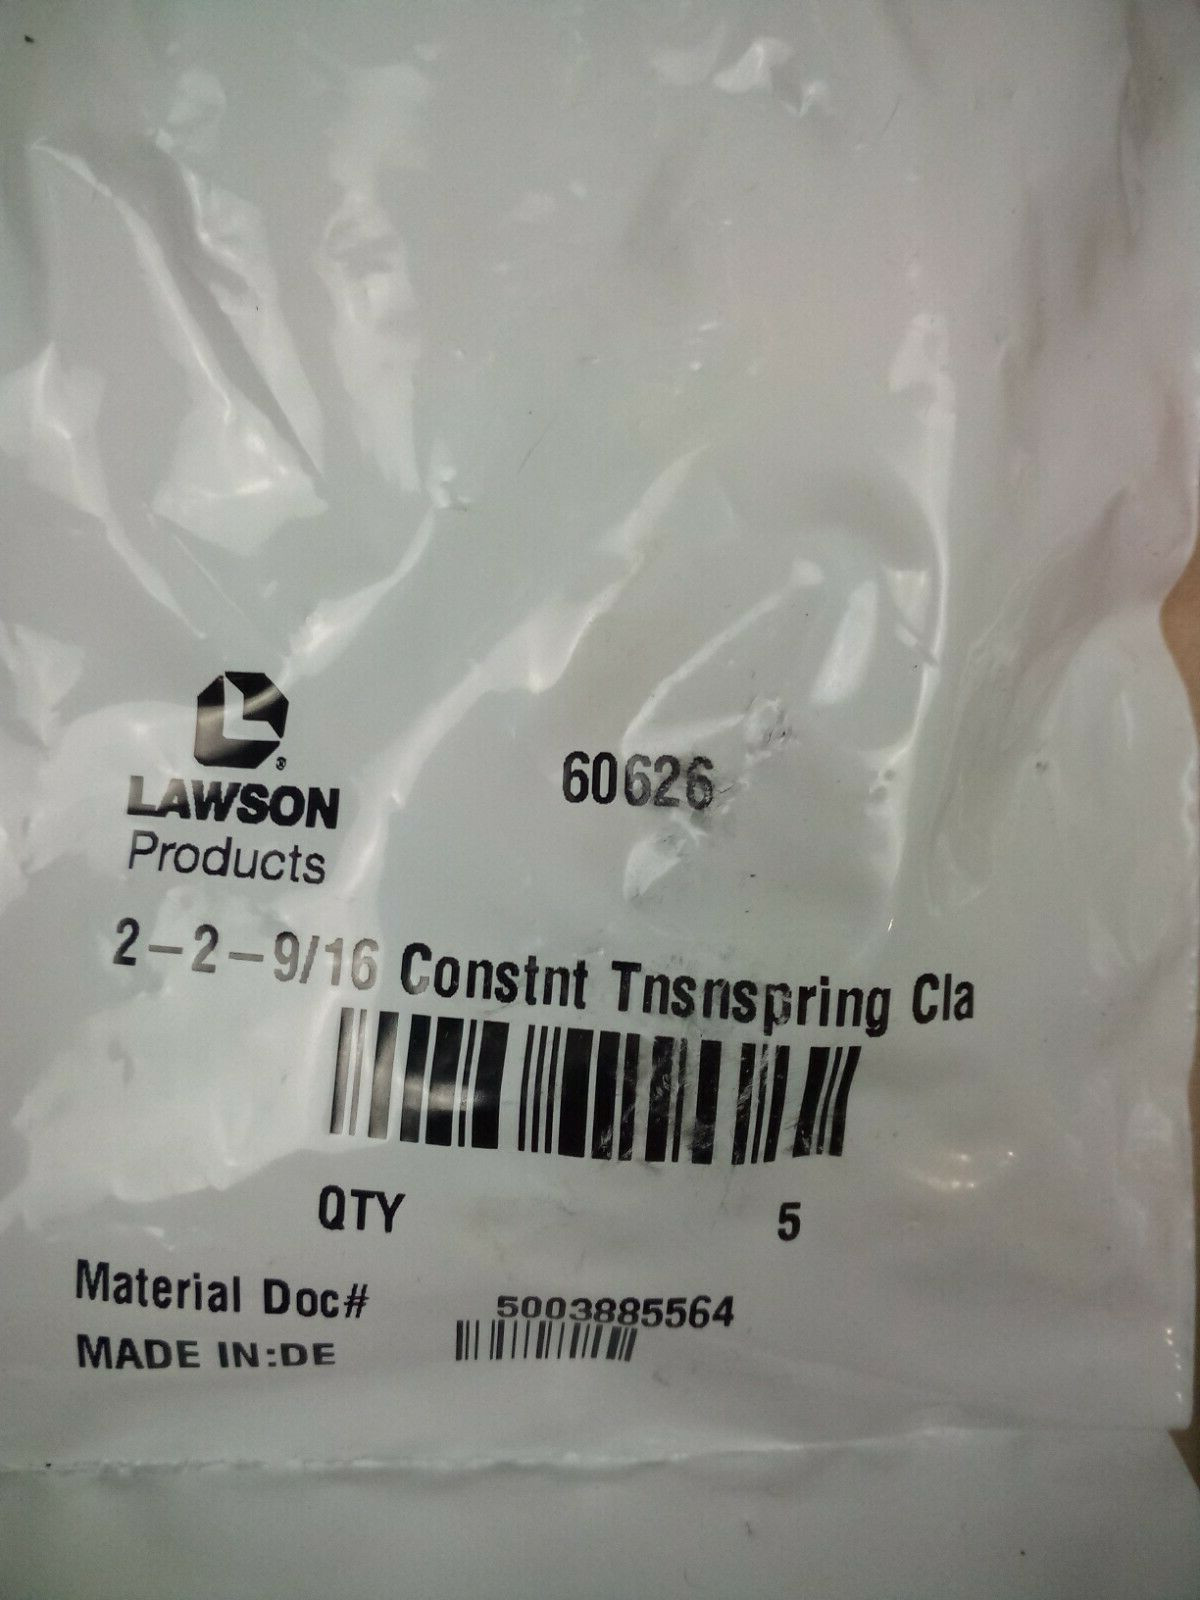 L®
LAWSON
Products
60626
2-2-9/16 Constnt Tnsnspring Cla
QTY 5
Material Doc# 5003885564
MADE IN:DE